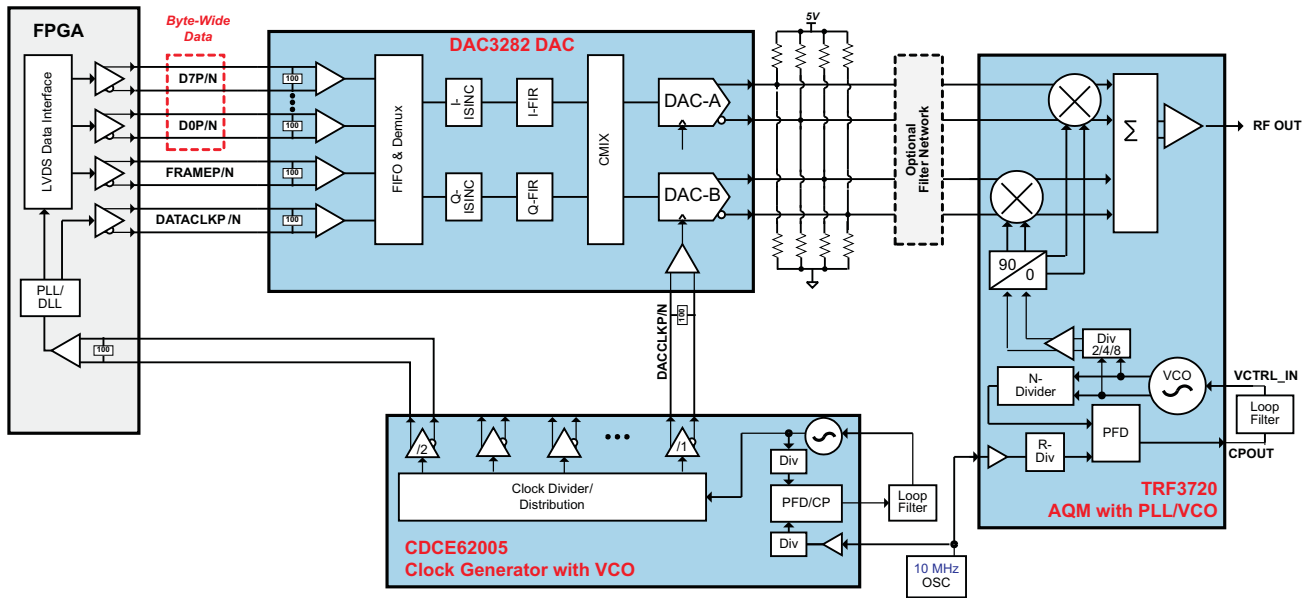 FPGA
LVDS Data Interface
PLL/
DLL
100
Byte-Wide
Data
D7P/N
D0P/N
FRAMEP/N
DATACLKP/N
DAC3282 DAC
100
100
100
100
FIFO & Demux
I-
ISINC
I-FIR
Q-
ISINC
Q-FIR
CMIX
DAC-A
DAC-B
DACCLKP/N
100
5V
Optional
Filter Network
Σ
RF OUT
90
0
Div
2/4/8
N-
Divider
VCO
VCTRL_IN
Loop
Filter
PFD
R-
Div
CPOUT
TRF3720
AQM with PLL/VCO
/2
/1
Clock Divider/
Distribution
Div
PFD/CP
Loop
Filter
Div
CDCE62005
Clock Generator with VCO
10 MHz
OSC